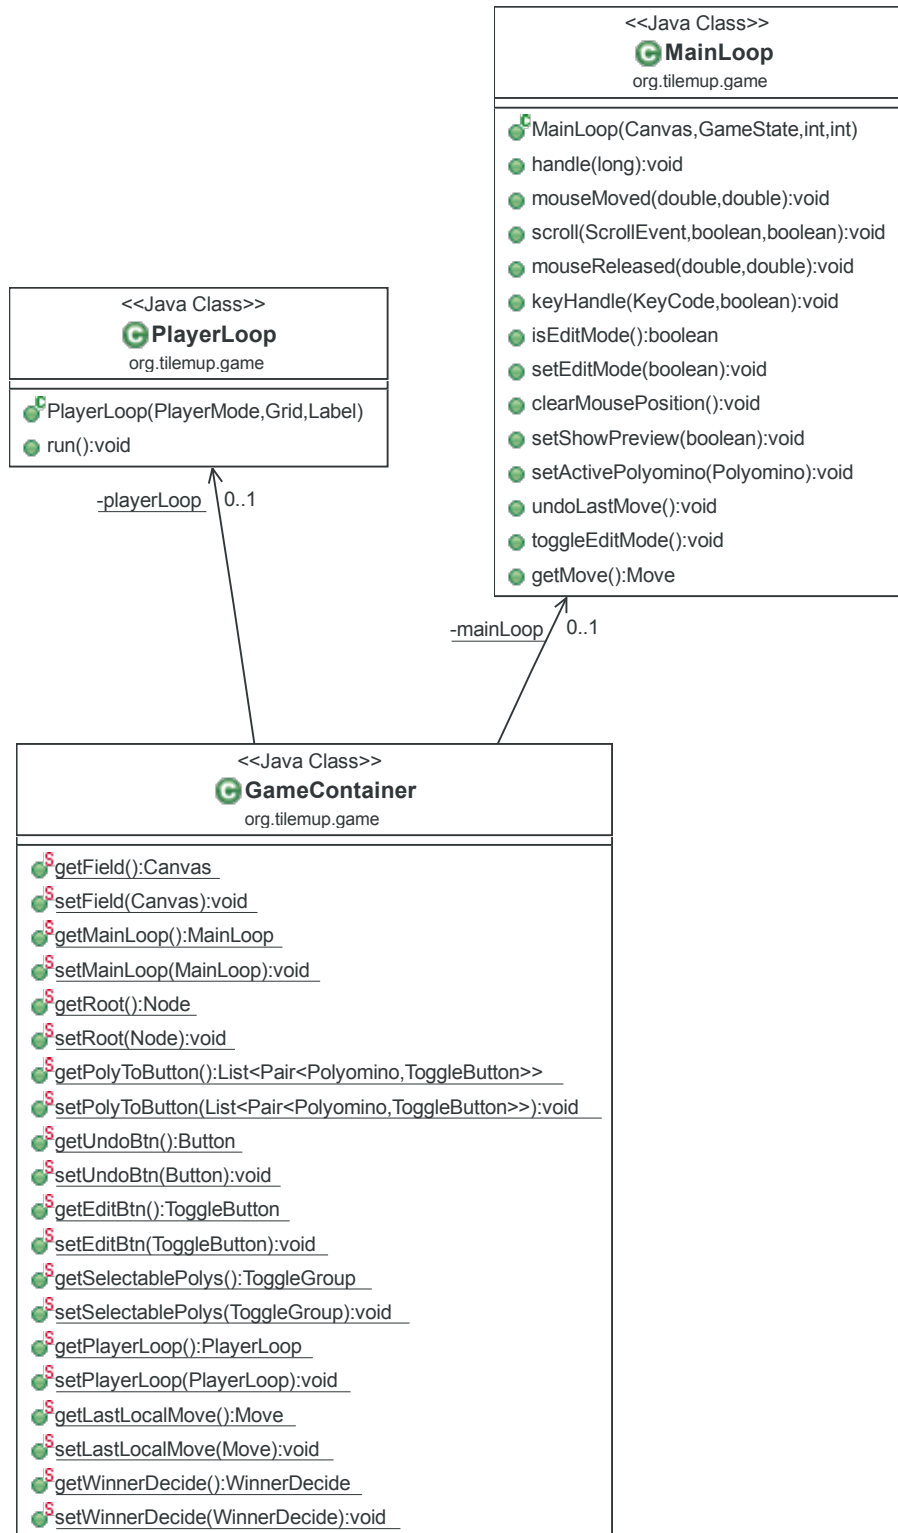 <<Java Class>>
MainLoop
org.tilemup.game
MainLoop(Canvas,GameState,int,int)
handle(long):void
mouseMoved(double,double):void
scroll(ScrollEvent,boolean,boolean):void
mouseReleased(double,double):void
keyHandle(KeyCode,boolean):void
isEditMode():boolean
setEditMode(boolean):void
clearMousePosition():void
setShowPreview(boolean):void
setActivePolyomino(Polyomino):void
undoLastMove():void
toggleEditMode():void
getMove():Move
<<Java Class>>
PlayerLoop
org.tilemup.game
PlayerLoop(PlayerMode,Grid,Label)
run():void
-playerLoop 0..1
-mainLoop 0..1
<<Java Class>>
GameContainer
org.tilemup.game
getField():Canvas
setField(Canvas):void
getMainLoop():MainLoop
setMainLoop(MainLoop):void
getRoot():Node
setRoot(Node):void
getPolyToButton():List<Pair<Polyomino,ToggleButton>>
setPolyToButton(List<Pair<Polyomino,ToggleButton>>):void
getUndoBtn():Button
setUndoBtn(Button):void
getEditBtn():ToggleButton
setEditBtn(ToggleButton):void
getSelectablePolys():ToggleGroup
setSelectablePolys(ToggleGroup):void
getPlayerLoop():PlayerLoop
setPlayerLoop(PlayerLoop):void
getLastLocalMove():Move
setLastLocalMove(Move):void
getWinnerDecide():WinnerDecide
setWinnerDecide(WinnerDecide):void